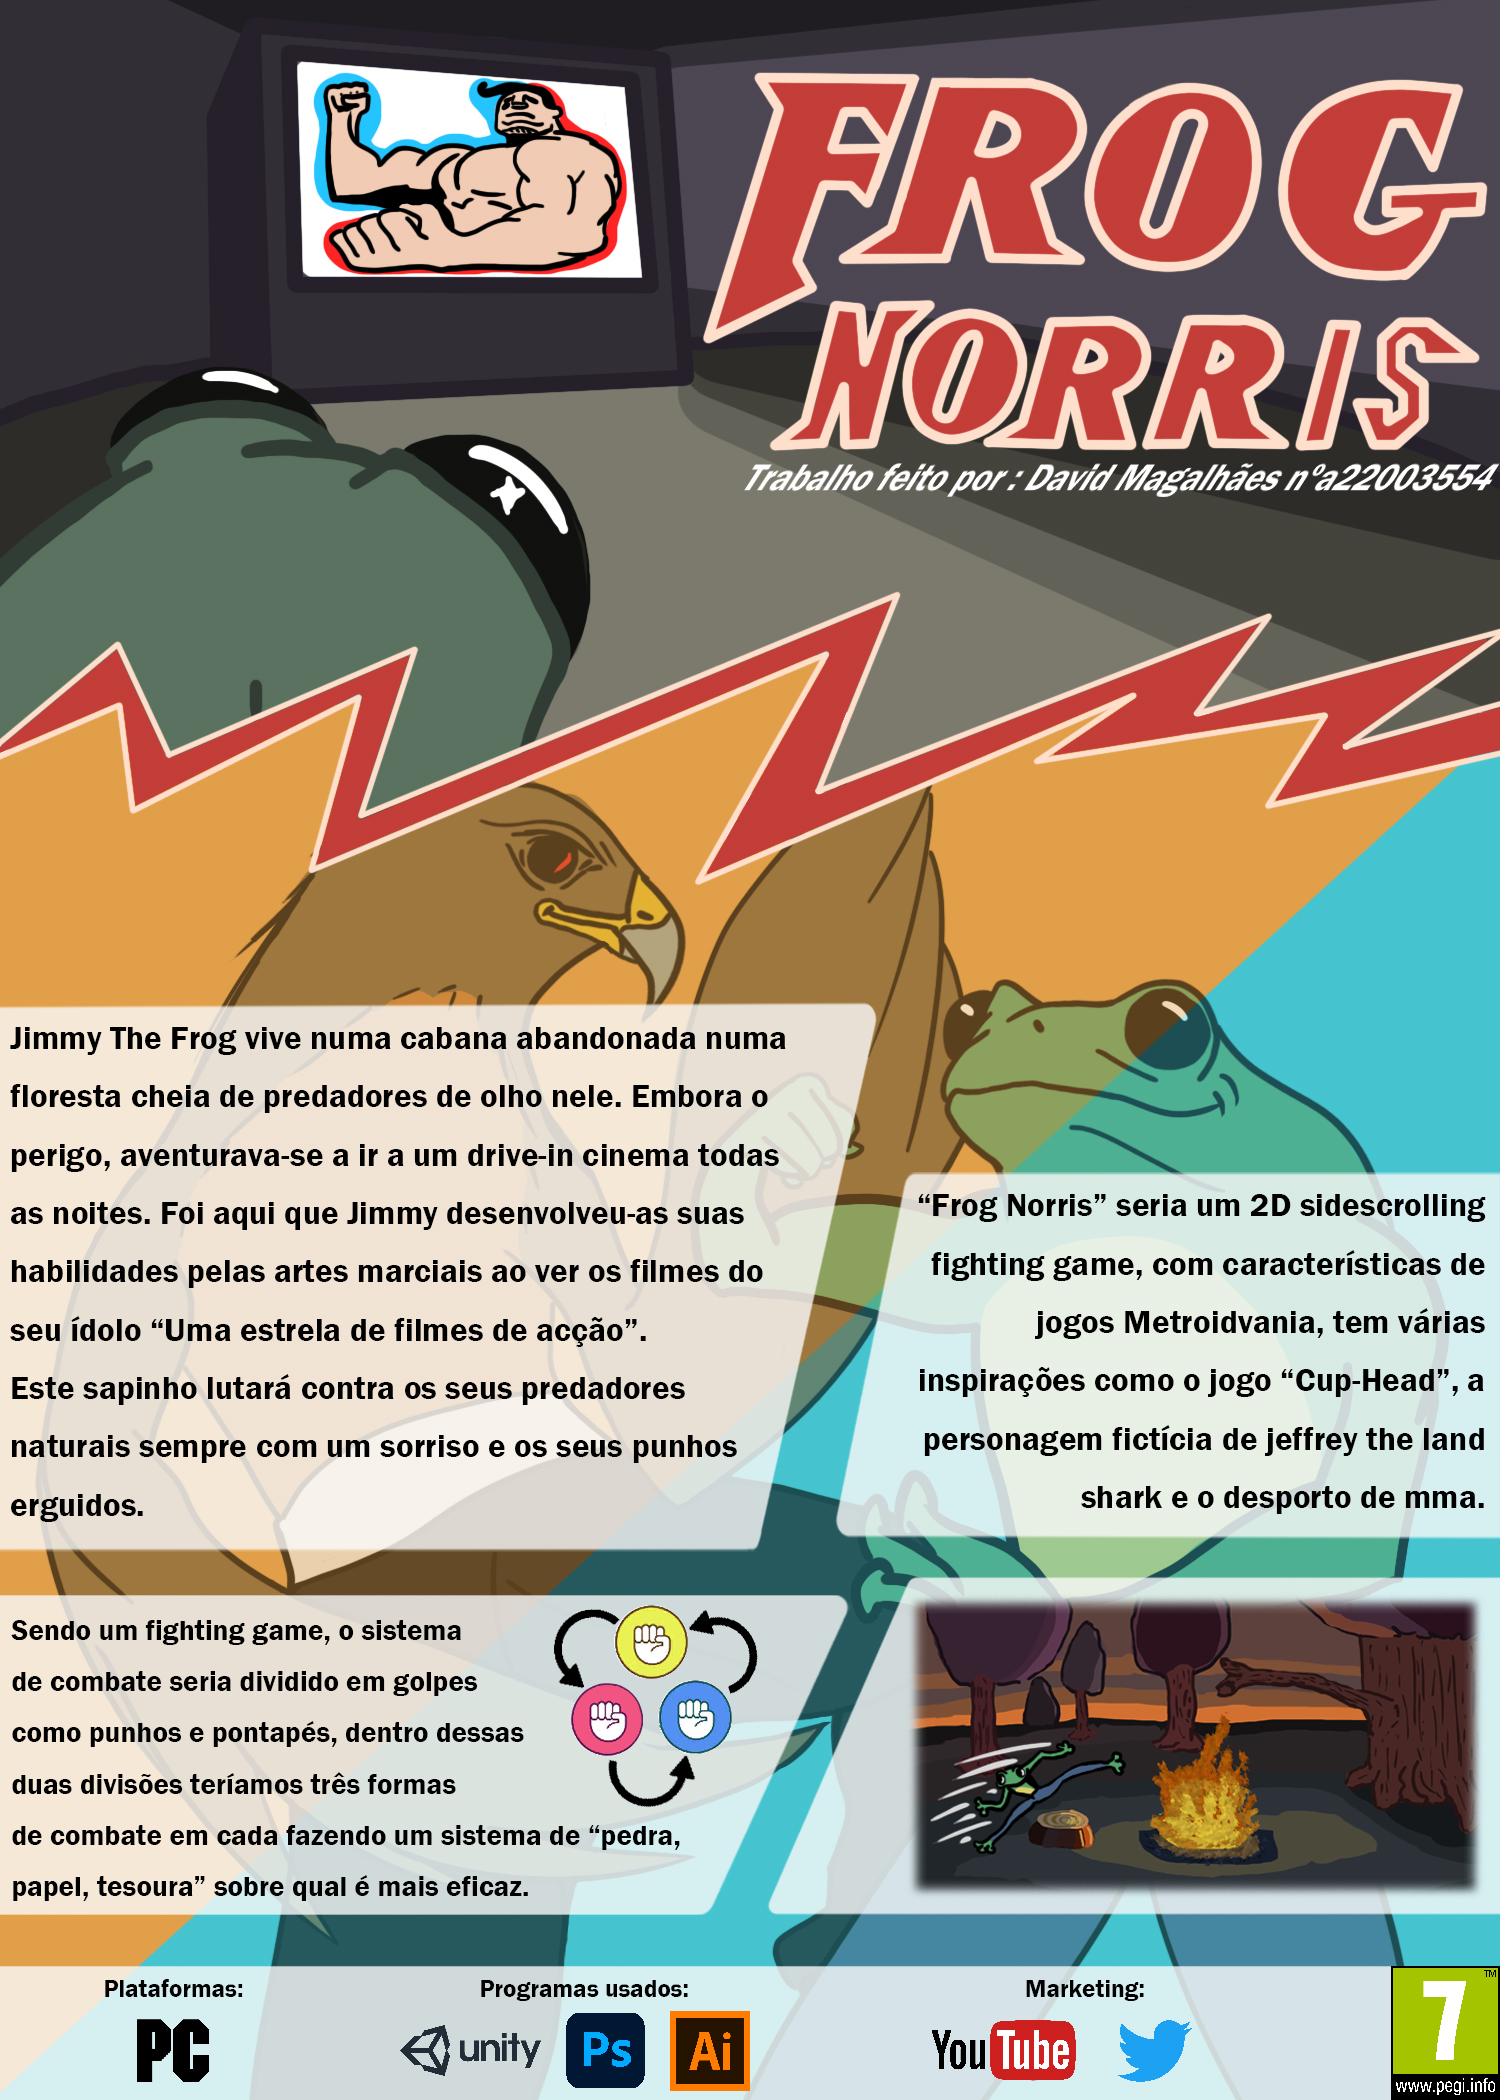 FROG
NORRIS
Trabalho feito por : David Magalhães nºa22003554
Jimmy The Frog vive numa cabana abandonada numa
floresta cheia de predadores de olho nele. Embora o
perigo, aventurava-se a ir a um drive-in cinema todas
as noites. Foi aqui que Jimmy desenvolveu-as suas
habilidades pelas artes marciais ao ver os filmes do
seu ídolo “Uma estrela de filmes de acção”.
Este sapinho lutará contra os seus predadores
naturais sempre com um sorriso e os seus punhos
erguidos.
“Frog Norris” seria um 2D sidescrolling
fighting game, com características de
jogos Metroidvania, tem várias
inspirações como o jogo “Cup-Head”, a
personagem fictícia de jeffrey the land
shark e o desporto de mma.
Sendo um fighting game, o sistema
de combate seria dividido em golpes
como punhos e pontapés, dentro dessas
duas divisões teríamos três formas
de combate em cada fazendo um sistema de “pedra,
papel, tesoura” sobre qual é mais eficaz.
Plataformas:
PC
Programas usados:
unity
Ps
Ai
Marketing:
YouTube
7
TM
www.pegi.info